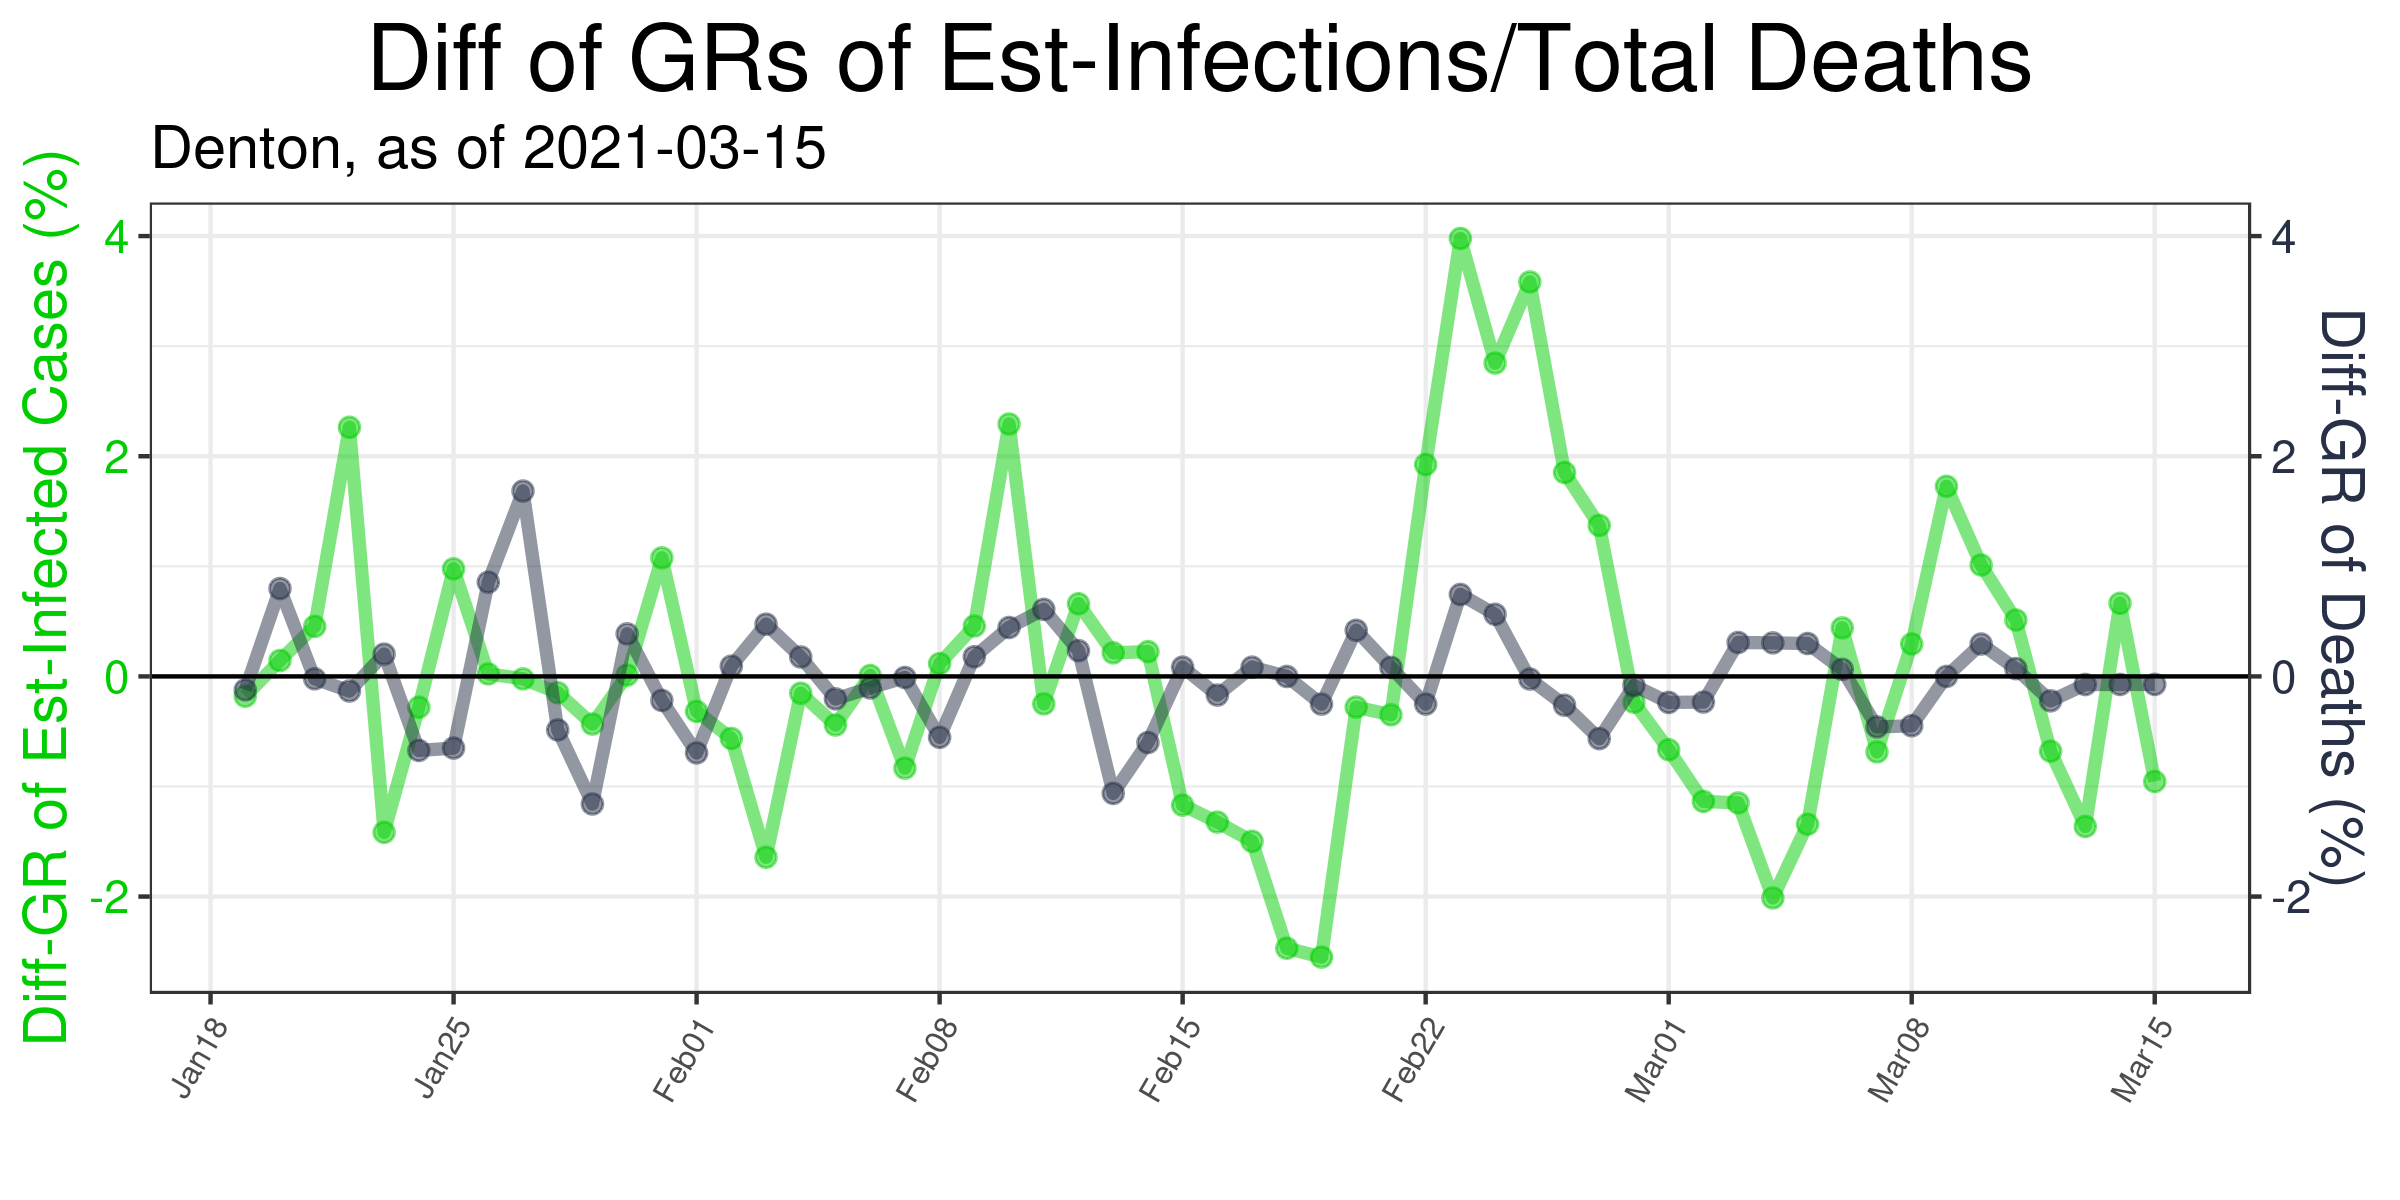 Diff of GRs of Est-Infections/Total Deaths
Denton, as of 2021-03-15
Diff-GR of Est-Infected Cases (%)
4
2
0
-2
4
2
0
-2
Diff-GR of Deaths (%)
Jan18
Jan25
Feb01
Feb08
Feb15
Feb22
Mar01
Mar08
Mar15